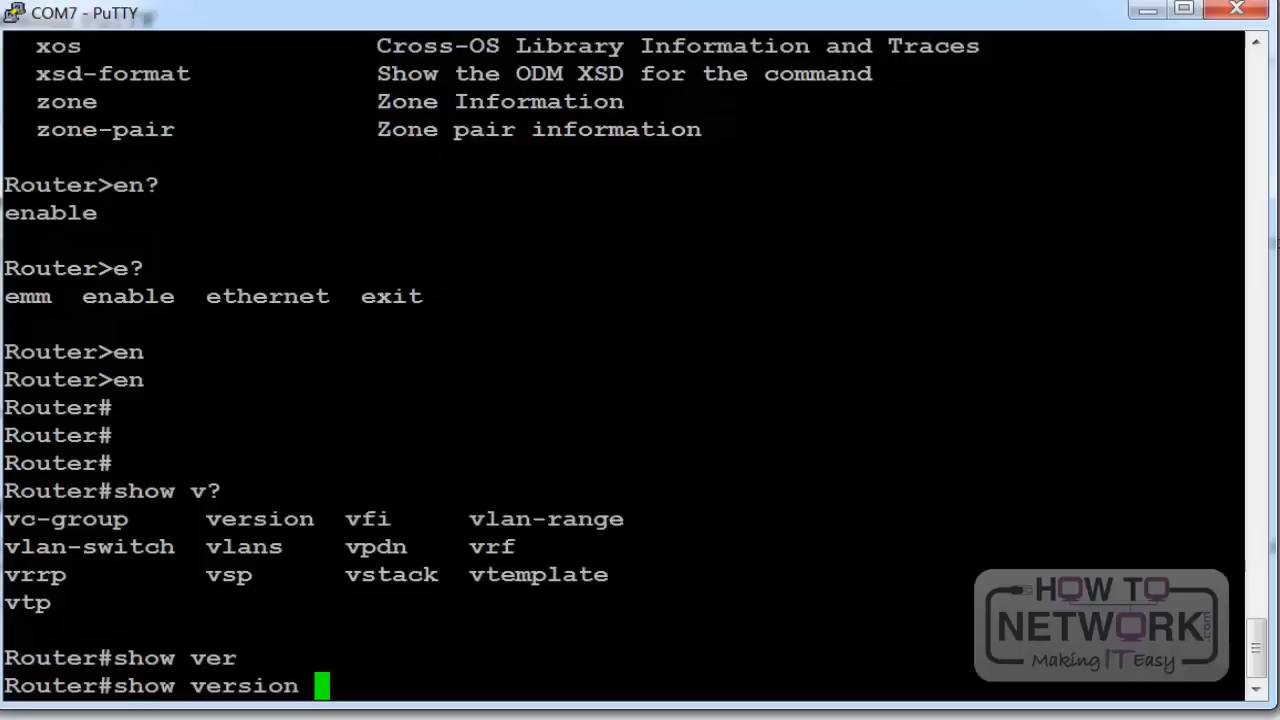 COM7 - PuTTY
xos Cross-OS Library Information and Traces
xsd-format Show the ODM XSD for the command
zone Zone Information
zone-pair Zone pair information
Router>en?
enable
Router>e?
emm enable ethernet exit
Router>en
Router>en
Router#
Router#
Router#
Router#show v?
vc-group version vfi vlan-range
vlan-switch vlans vpdn vrf
vrrp vsp vstack vtemplate
vtp
Router#show ver
Router#show version
HOW TO
NETWORK.com
Making IT Easy